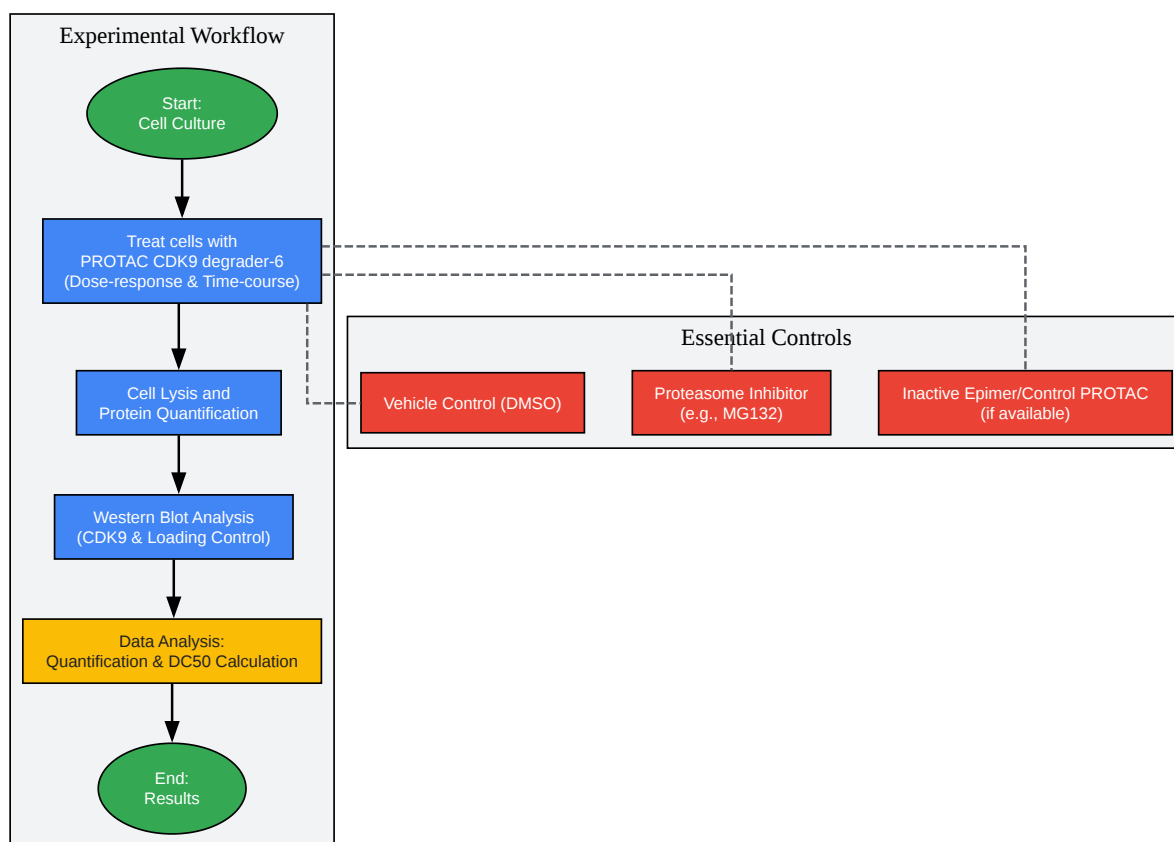 Experimental Workflow
Start:
Cell Culture
Treat cells with
PROTAC CDK9 degrader-6
(Dose-response & Time-course)
Cell Lysis and
Protein Quantification
Western Blot Analysis
(CDK9 & Loading Control)
Data Analysis:
Quantification & DC50 Calculation
End:
Results
Essential Controls
Vehicle Control (DMSO)
Proteasome Inhibitor
(e.g., MG132)
Inactive Epimer/Control PROTAC
(if available)